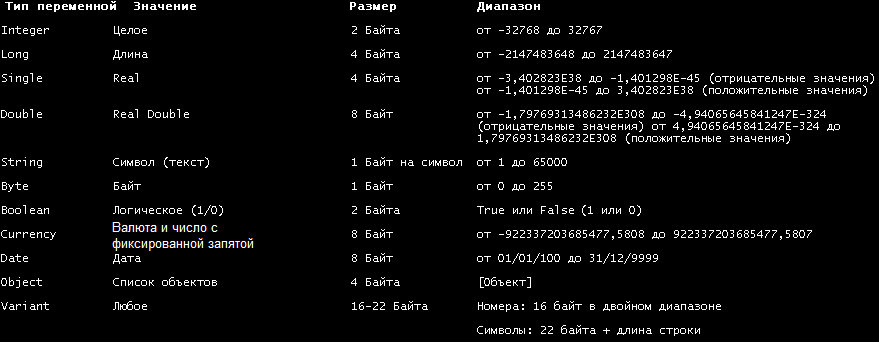 Тип переменной Значение Размер Диапазон
Integer Целое 2 Байта от -32768 до 32767
Long Длина 4 Байта от -2147483648 до 2147483647
Single Real 4 Байта от -3,402823E38 до -1,401298E-45 (отрицательные значения)
от -1,401298E-45 до 3,402823E38 (положительные значения)
Double Real Double 8 Байт от -1,79769313486232E308 до -4,94065645841247E-324
(отрицательные значения) от 4,94065645841247E-324 до
1,79769313486232E308 (положительные значения)
String Символ (текст) 1 Байт на символ от 1 до 65000
Byte Байт 1 Байт от 0 до 255
Boolean Логическое (1/0) 2 Байта True или False (1 или 0)
Currency Валюта и число с фиксированной запятой 8 Байт от -922337203685477,5808 до 922337203685477,5807
Date Дата 8 Байт от 01/01/100 до 31/12/9999
Object Список объектов 4 Байта [Объект]
Variant Любое 16-22 Байта Номера: 16 байт в двойном диапазоне
Символы: 22 байта + длина строки